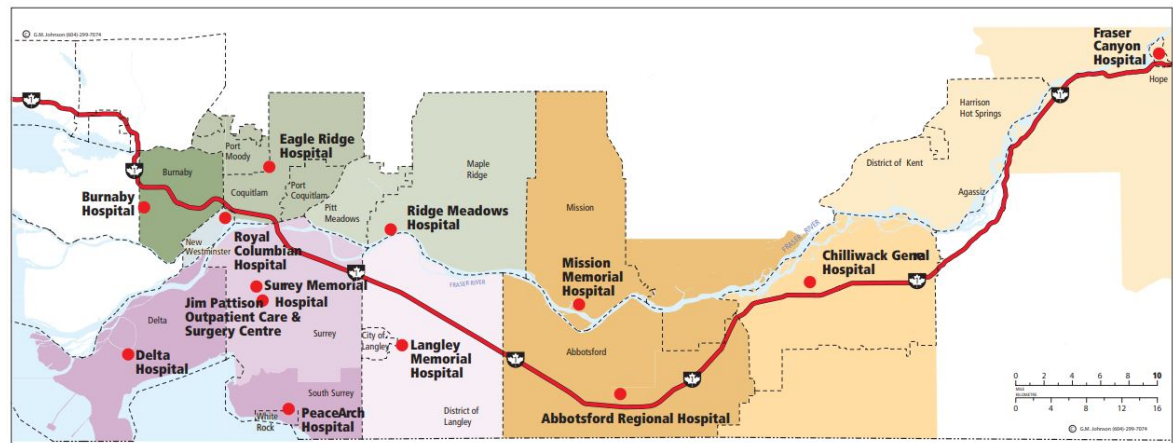 © G.M. Johnson (604)-299-7074
Fraser
Canyon
Hospital
Hope
Harrison
Hot Springs
Eagle Ridge
Hospital
Port
Moody
Maple
Ridge
District of Kent
Burnaby
Coquitlam
Port
Coquitlam
Agassiz
Burnaby
Hospital
Pitt
Meadows
Mission
Ridge Meadows
Hospital
New
Westminster
Royal
Columbian
Hospital
FRASER RIVER
Chilliwack General
Hospital
Mission
Memorial
Hospital
FRASER RIVER
Surrey Memorial
Hospital
Jim Pattison
Outpatient Care &
Surgery Centre
Delta
Surrey
City of
Langley
Abbotsford
Langley
Memorial
Hospital
Delta
Hospital
South Surrey
White
Rock
PeaceArch
Hospital
District of
Langley
Abbotsford Regional Hospital
0 2 4 6 8 10
MILE
KILOMETRE
0 4 8 12 16
© G.M. Johnson (604)-299-7074